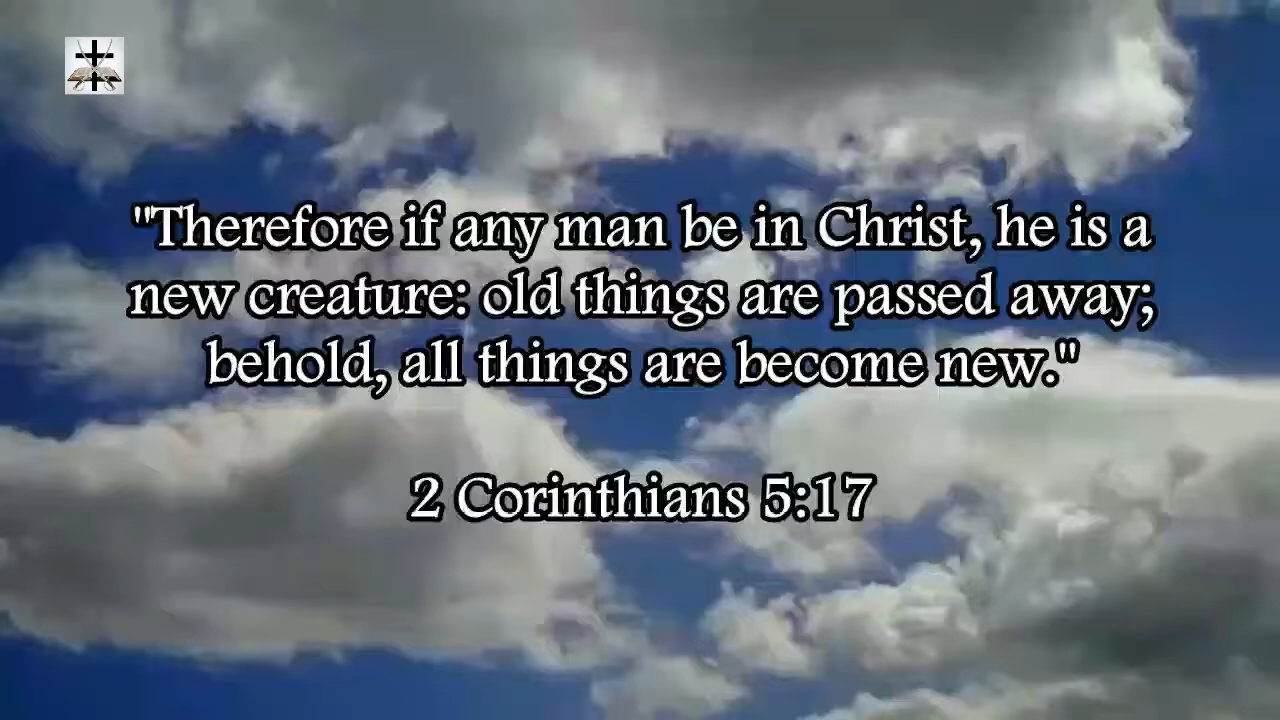 "Therefore if any man be in Christ, he is a
new creature: old things are passed away;
behold, all things are become new."
2 Corinthians 5:17